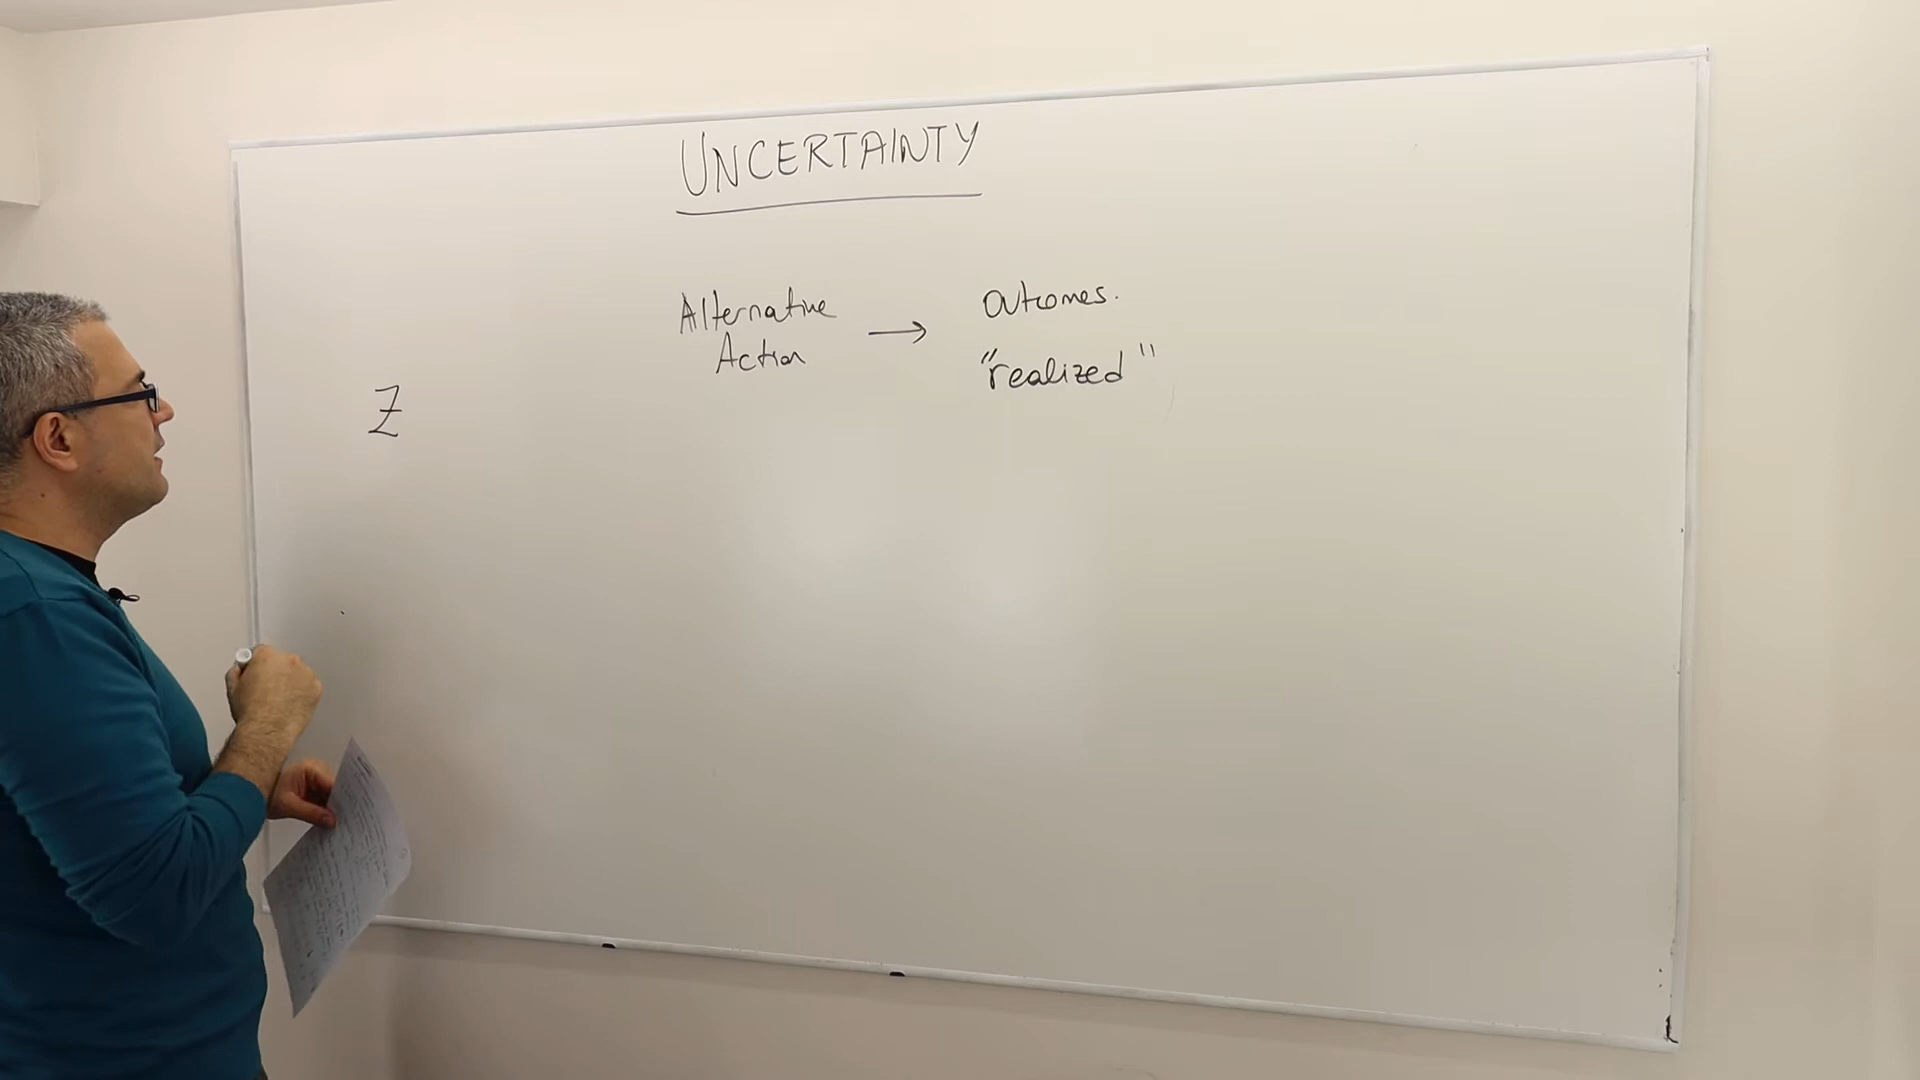 UNCERTAINTY
Alternative
Action
→
Outcomes.
"realized"
Z